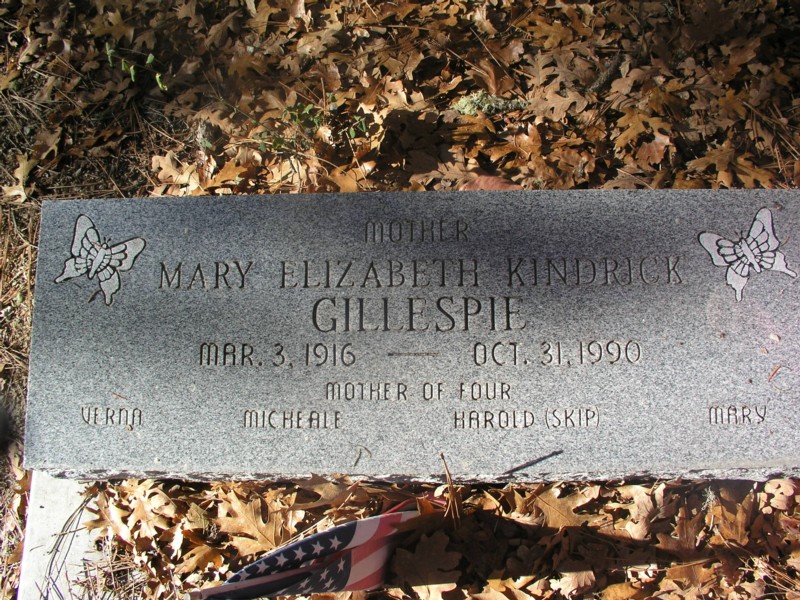 MOTHER
MARY ELIZABETH KINDRICK
GILLESPIE
MAR. 3, 1916 — OCT. 31, 1990
MOTHER OF FOUR
VERNA MICHEALE HAROLD (SKIP) MARY